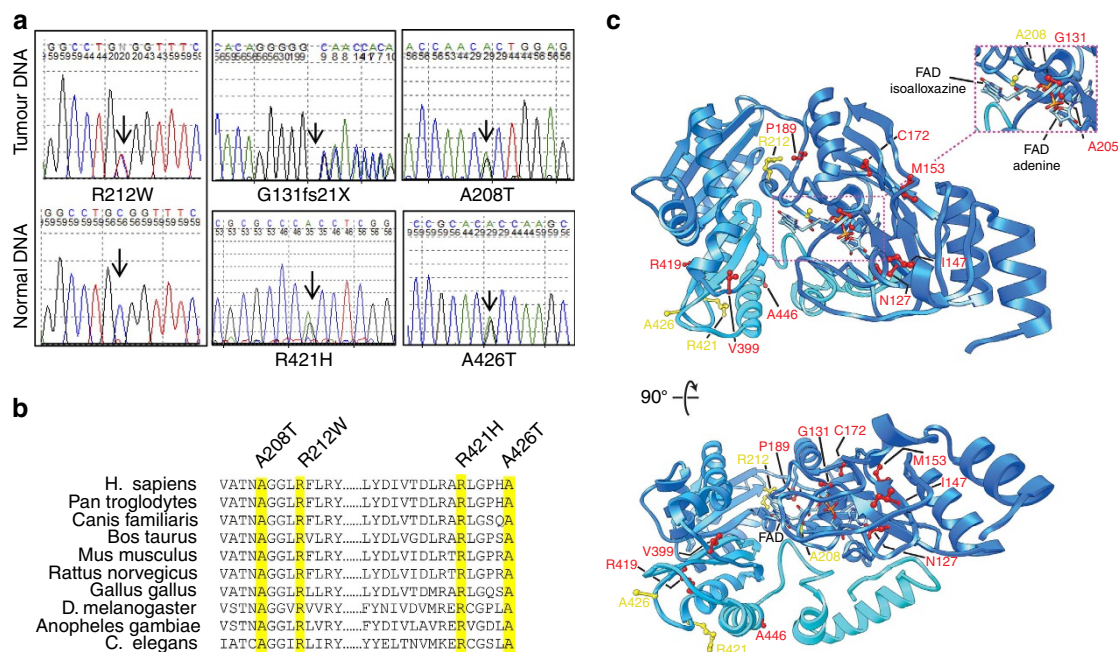 a
Tumour DNA
G G C C T G N G G T T T C
C A C A G G G G G C A A C C A C A
A C C A A C A C T G G A G
R212W
G131fs21X
A208T
Normal DNA
G G C C T G C G G T T T C
C G C G C C C A C C T C G G
C C G C A C A C C A A G C
R421H
A426T
b
A208T
R212W
R421H
A426T
H. sapiens VATNAGGLRFLRY......LYDIVTDLRARLGPHA
Pan troglodytes VATNAGGLRFLRY......LYDIVTDLRARLGPHA
Canis familiaris VATNAGGLRFLRY......LYDLVTDLRARLGSQA
Bos taurus VATNAGGLRVLRY......LYDLVGDLRARLGPSA
Mus musculus VATNAGGLRFLRY......LYDLVIDLRTRLGPRA
Rattus norvegicus VATNAGGLRFLRY......LYDLVIDLRTRLGPRA
Gallus gallus VATNAGGLRFLRY......LYDLVTDMRARLGQSA
D. melanogaster VSTNAGGVRVVRY......FYNIVDVMRERCGPLA
Anopheles gambiae VSTNAGGVRVLRY......IYDIVLAVRERVGDLA
C. elegans IATCAGGIRLIRY......YYELTNVMKERCGSLA
c
A208
G131
FAD
isoalloxazine
FAD
adenine
A205
P189
R212
C172
M153
R419
I147
N127
A446
A426
R421
V399
90°
G131
C172
P189
R212
M153
I147
FAD
A208
V399
R419
N127
A426
A446
R421